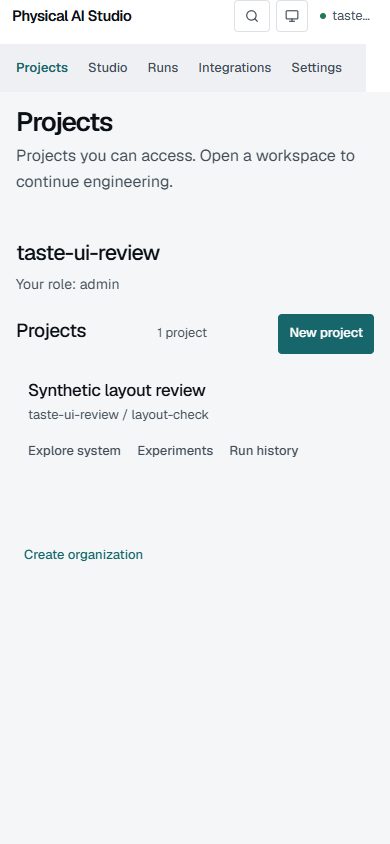 Physical AI Studio
taste…
Projects Studio Runs Integrations Settings
Projects
Projects you can access. Open a workspace to
continue engineering.
taste-ui-review
Your role: admin
Projects 1 project New project
Synthetic layout review
taste-ui-review / layout-check
Explore system Experiments Run history
Create organization